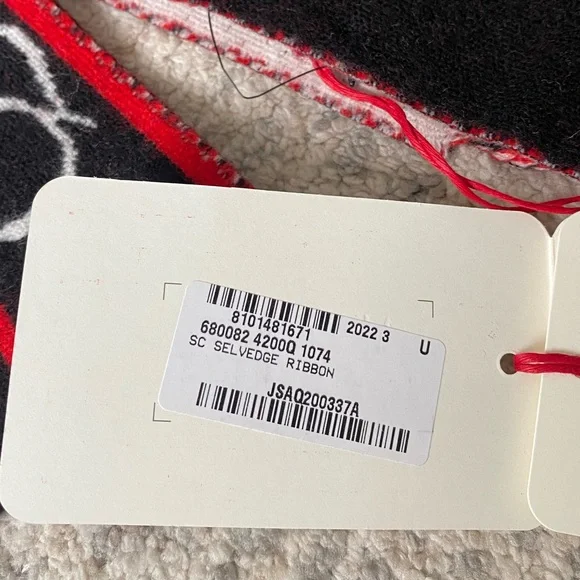 8101481671 2022 3 U
680082 4200Q 1074
SC SELVEDGE RIBBON
JSAQ200337A